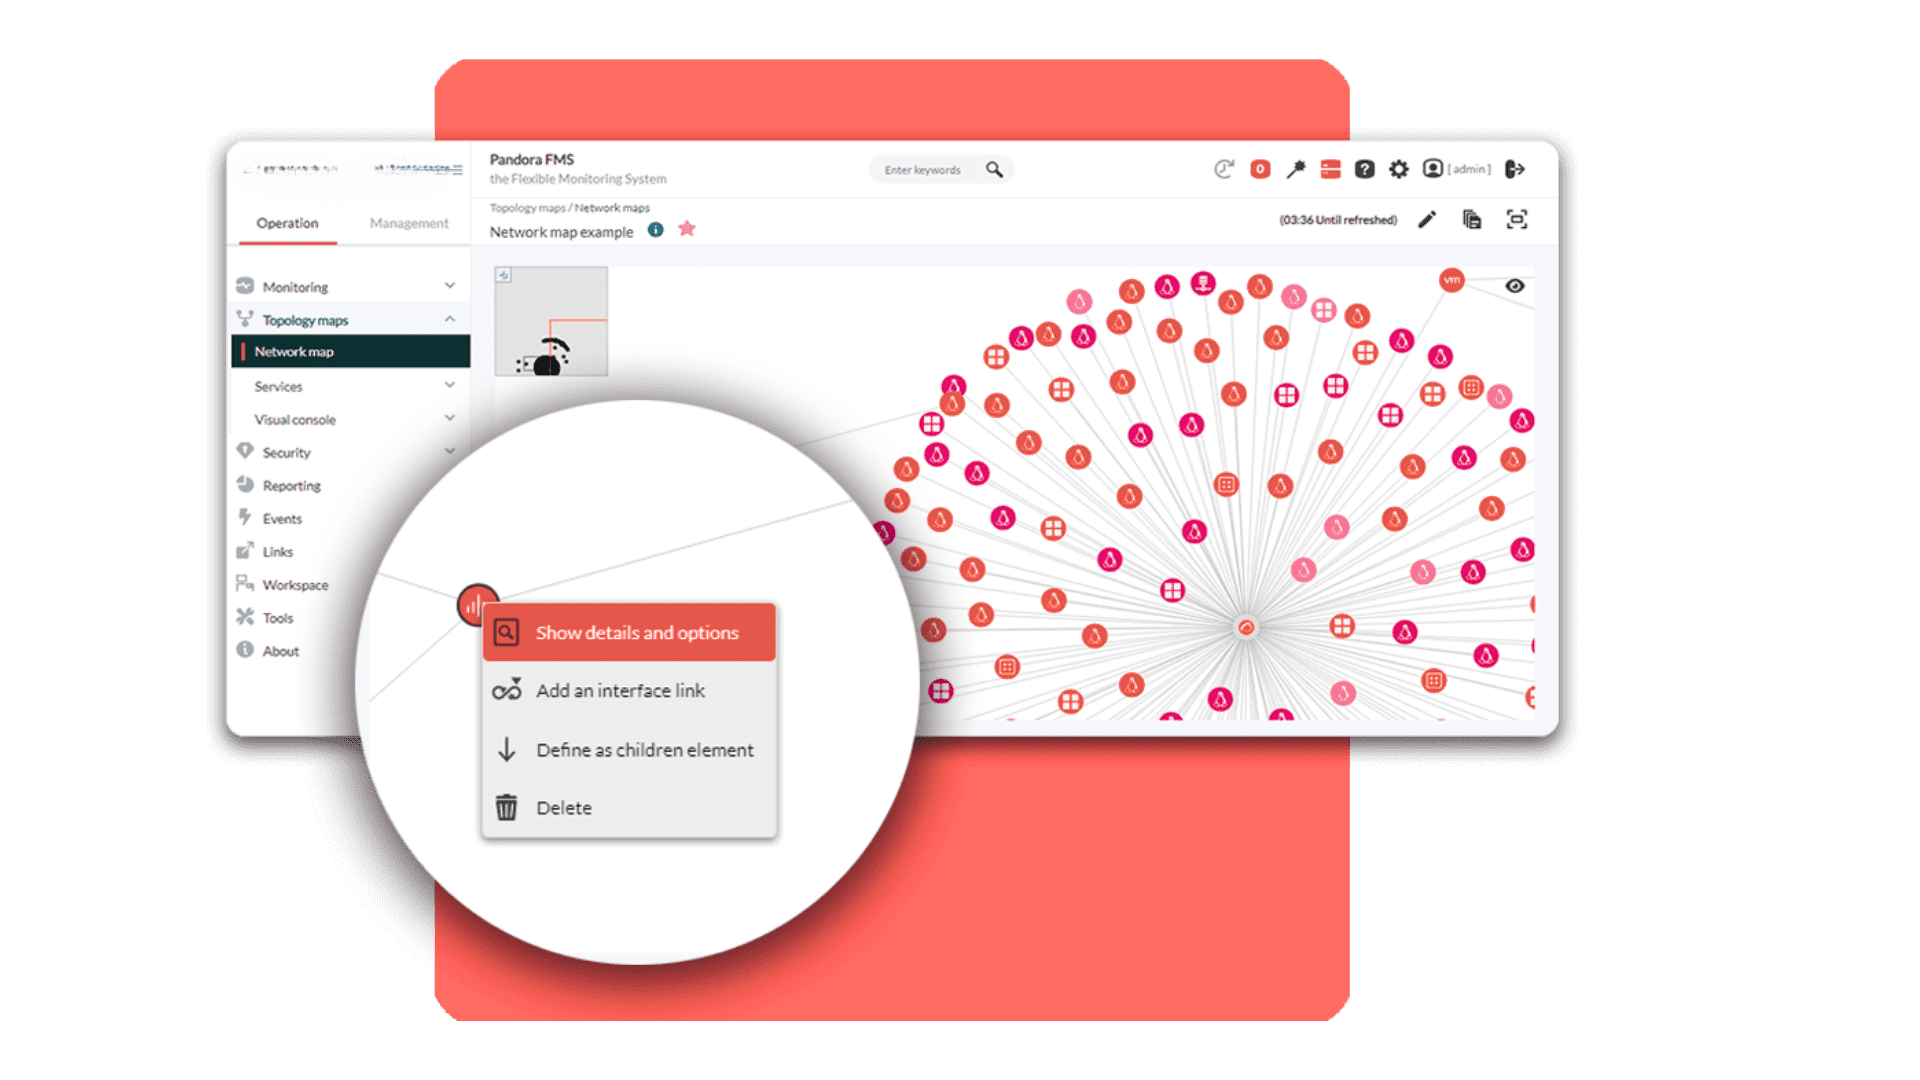 Pandora FMS
the Flexible Monitoring System
Enter keywords
0
?
[ admin ]
Operation
Management
Topology maps / Network maps
Network map example
(03:36 Until refreshed)
Monitoring
Topology maps
Network map
Services
Visual console
Security
Reporting
Events
Links
Workspace
Tools
About
vm
Show details and options
Add an interface link
Define as children element
Delete